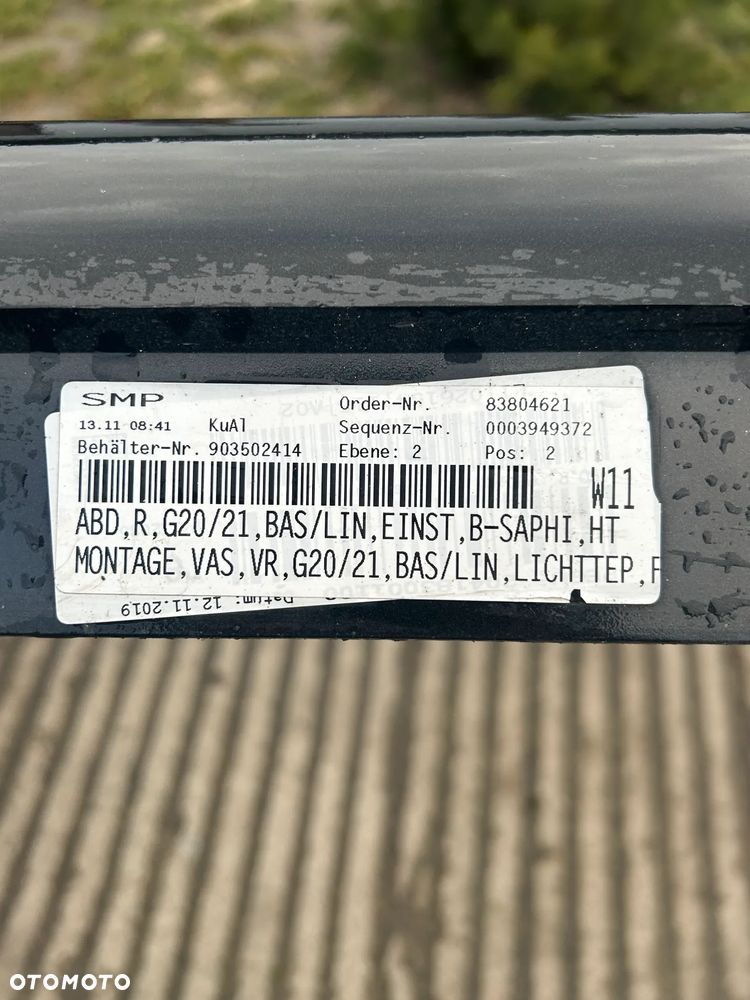 SMP
Order-Nr. 83804621
13.11 08:41 KuAl Sequenz-Nr. 0003949372
Behälter-Nr. 903502414 Ebene: 2 Pos: 2
W11
ABD,R,G20/21,BAS/LIN,EINST,B-SAPHI,HT
MONTAGE,VAS,VR,G20/21,BAS/LIN,LICHTTEP,F
Datum: 12.11.2019
OTOMOTO